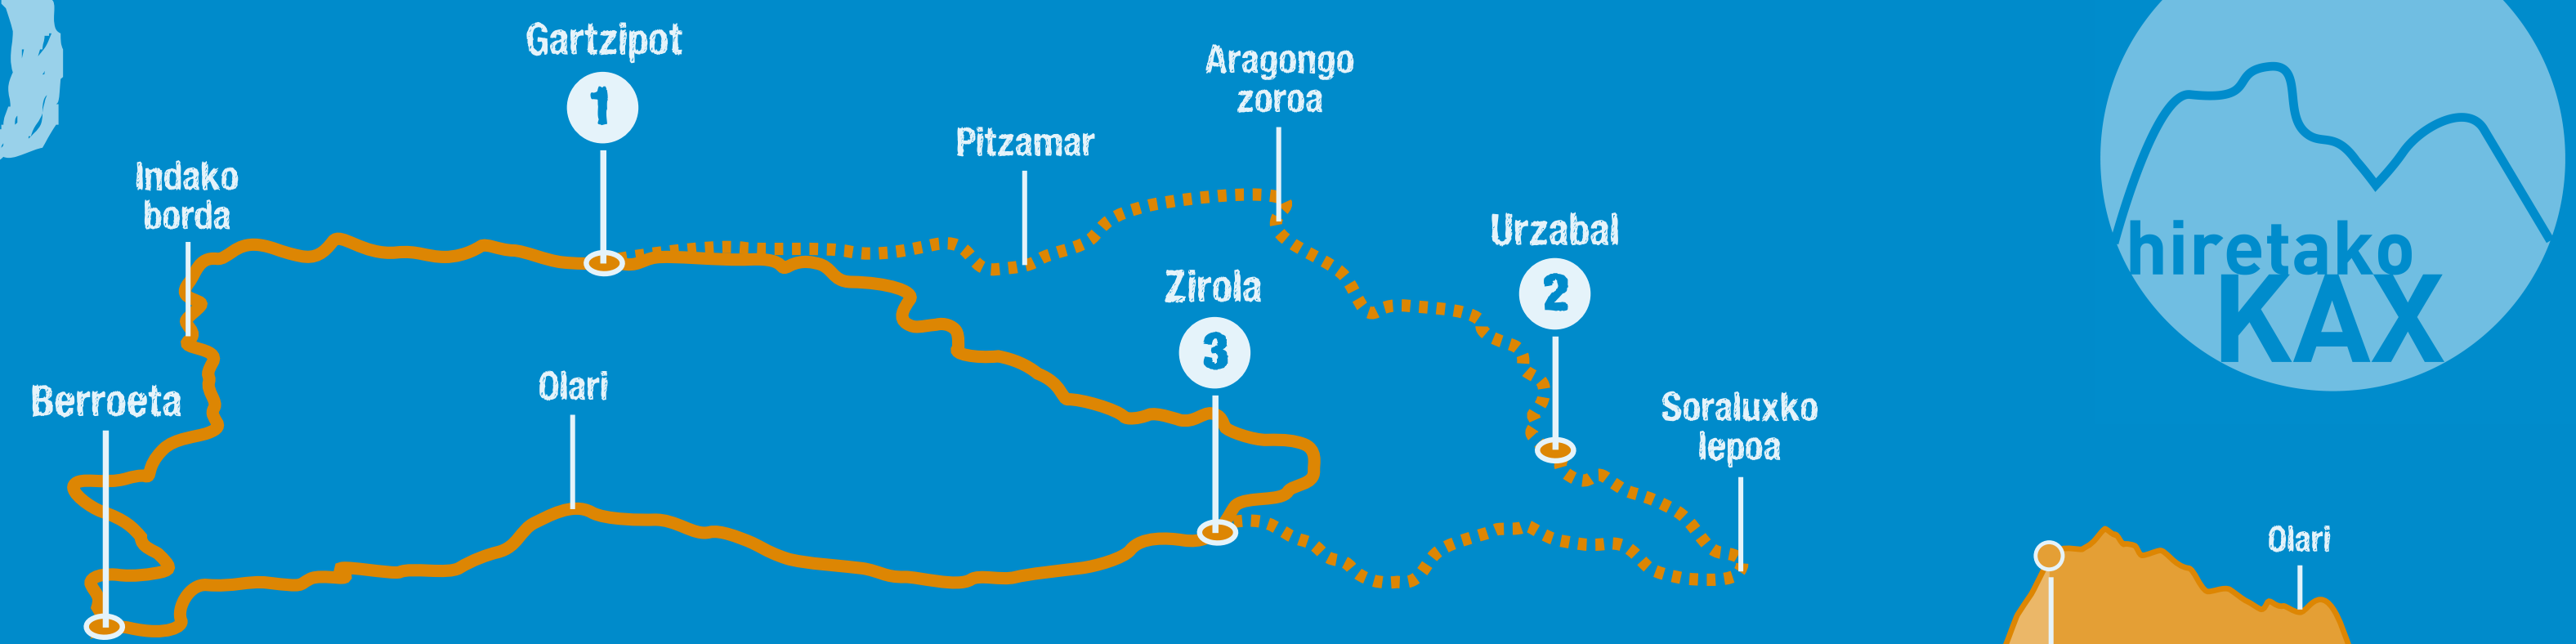 Gartzipot
1
Aragongo
zoroa
Pitzamar
Indako
borda
Urzabal
2
Zirola
3
Berroeta
Olari
Soraluxko
lepoa
hiretako
KAX
Olari